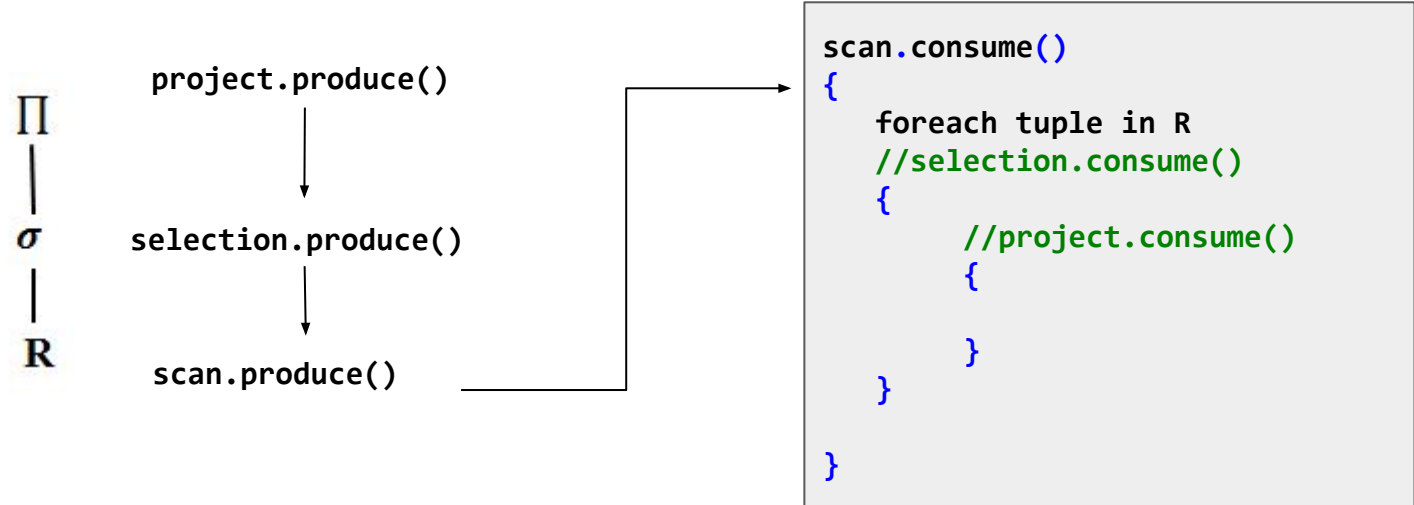 ∏
σ
R
project.produce()
selection.produce()
scan.produce()
scan.consume()
{
foreach tuple in R
//selection.consume()
{
//project.consume()
{
}
}
}